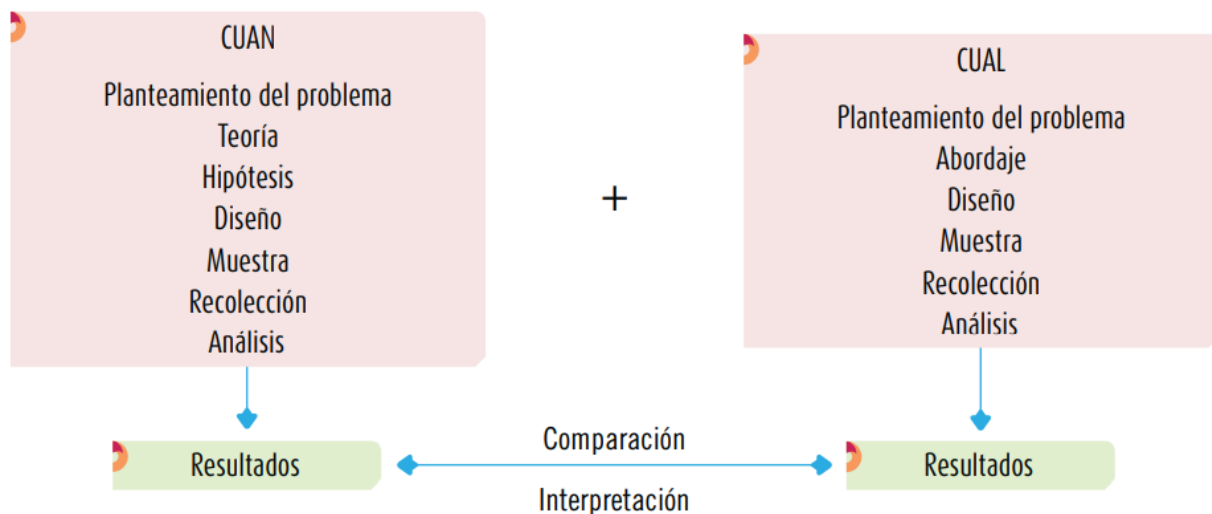 CUAN
Planteamiento del problema
Teoría
Hipótesis
Diseño
Muestra
Recolección
Análisis
+
CUAL
Planteamiento del problema
Abordaje
Diseño
Muestra
Recolección
Análisis
Resultados
Comparación
Interpretación
Resultados